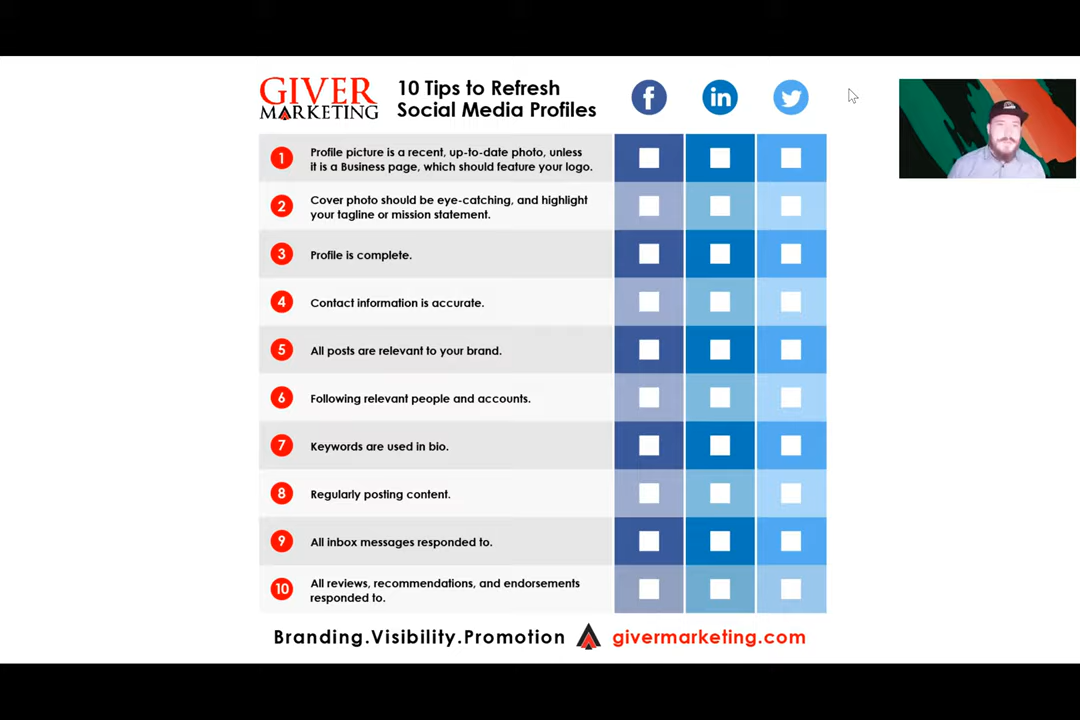 GIVER
MARKETING
10 Tips to Refresh
Social Media Profiles
f
in
1
Profile picture is a recent, up-to-date photo, unless
it is a Business page, which should feature your logo.
2
Cover photo should be eye-catching, and highlight
your tagline or mission statement.
3
Profile is complete.
4
Contact information is accurate.
5
All posts are relevant to your brand.
6
Following relevant people and accounts.
7
Keywords are used in bio.
8
Regularly posting content.
9
All inbox messages responded to.
10
All reviews, recommendations, and endorsements
responded to.
Branding.Visibility.Promotion
givermarketing.com